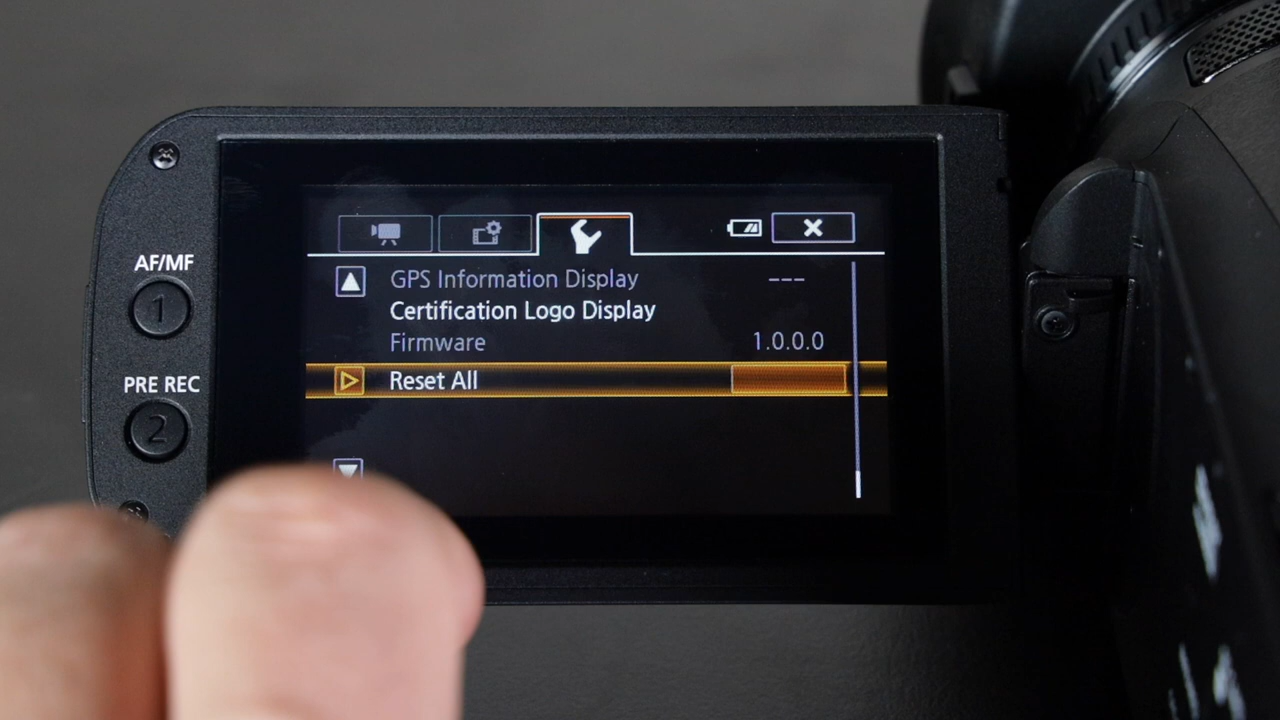 AF/MF
1
PRE REC
2
GPS Information Display ---
Certification Logo Display
Firmware 1.0.0.0
Reset All